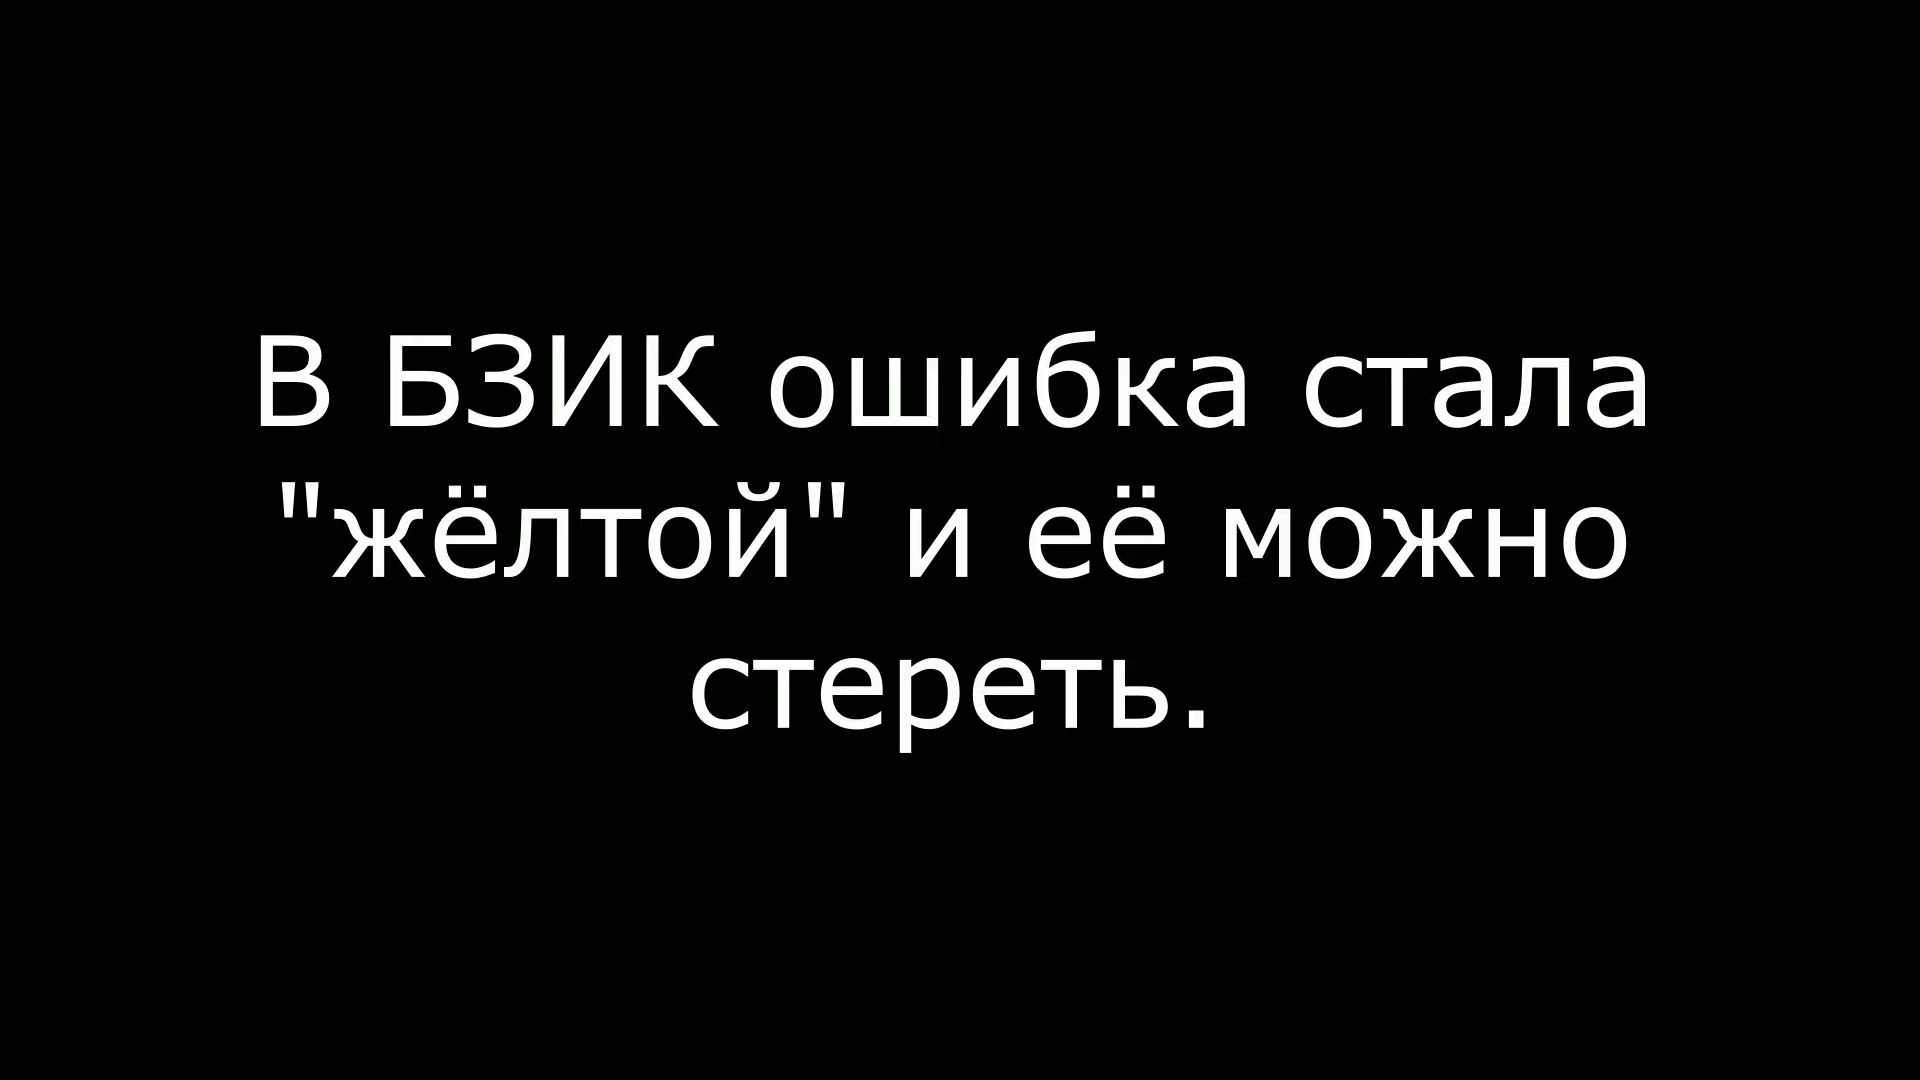 В БЗИК ошибка стала
"жёлтой" и её можно
стереть.